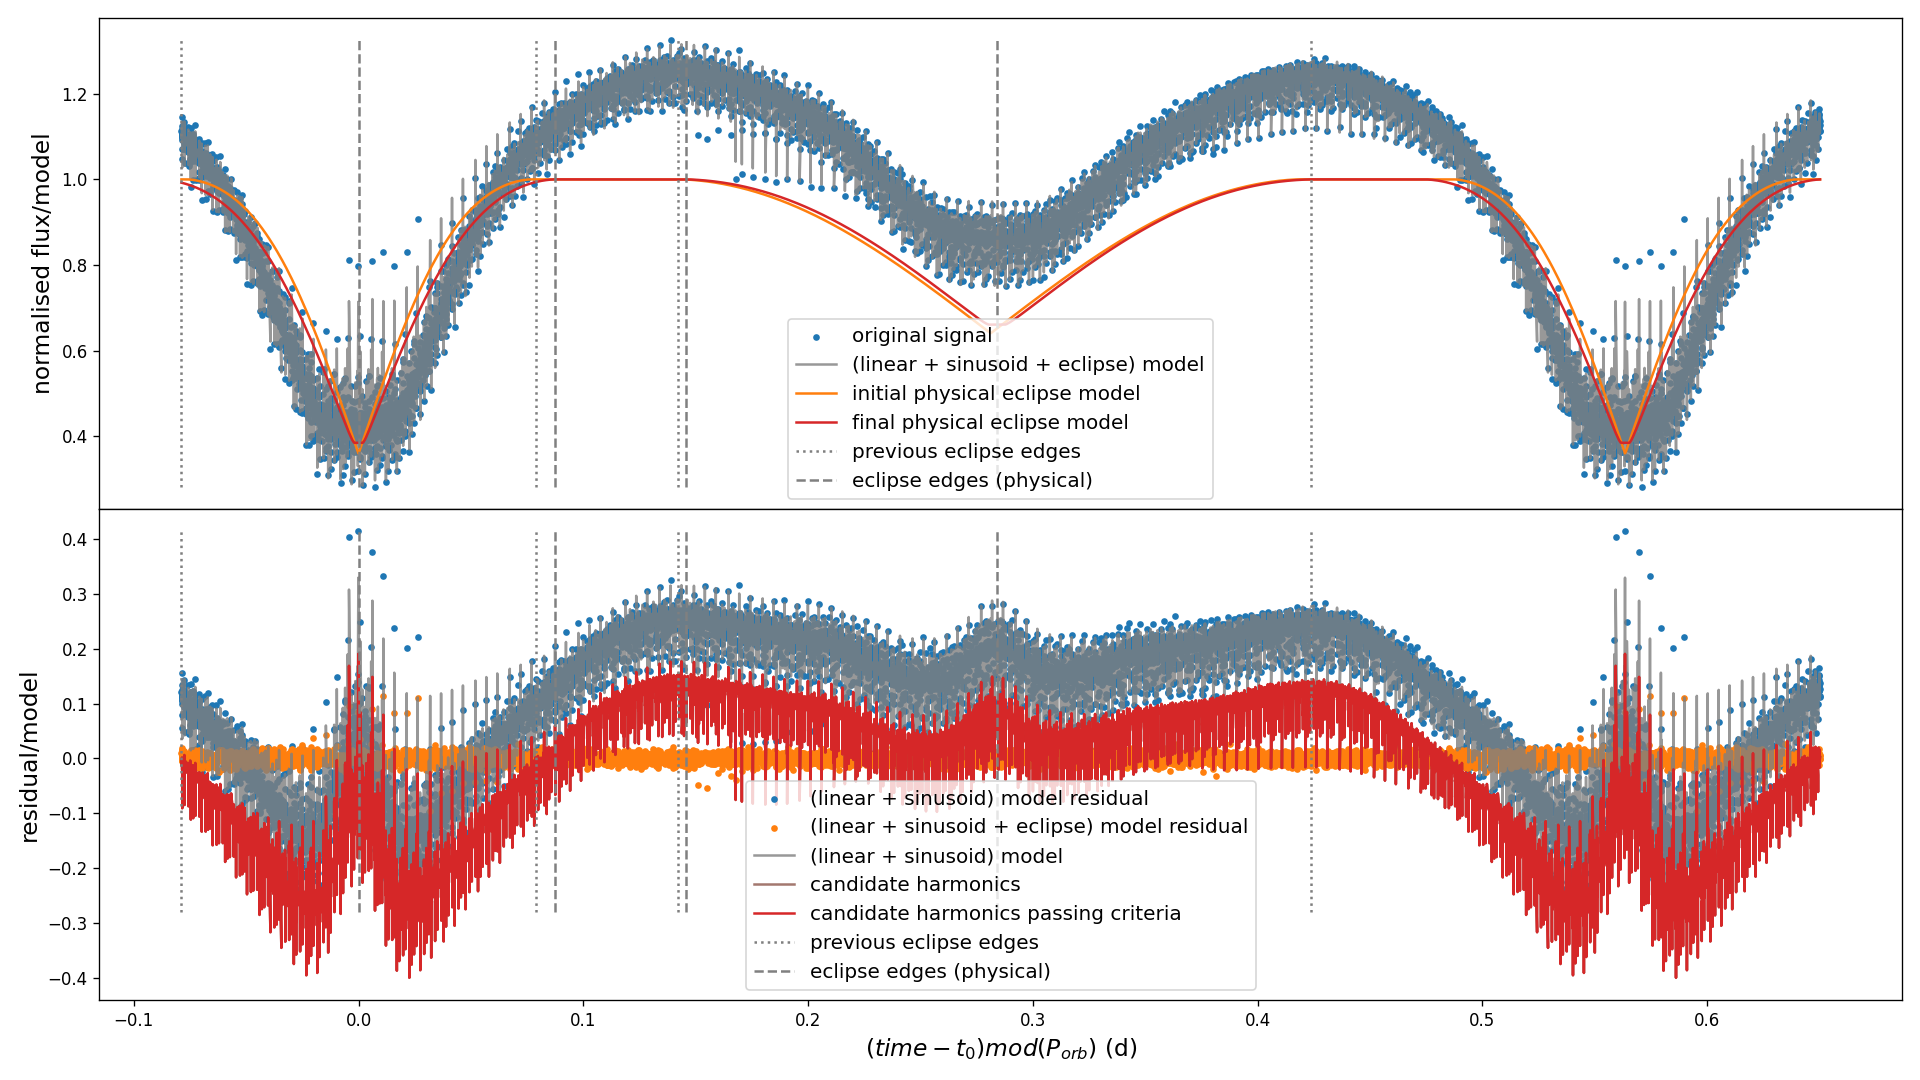 normalised flux/model
1.2
1.0
0.8
0.6
0.4
original signal
(linear + sinusoid + eclipse) model
initial physical eclipse model
final physical eclipse model
previous eclipse edges
eclipse edges (physical)
residual/model
0.4
0.3
0.2
0.1
0.0
−0.1
−0.2
−0.3
−0.4
(linear + sinusoid) model residual
(linear + sinusoid + eclipse) model residual
(linear + sinusoid) model
candidate harmonics
candidate harmonics passing criteria
previous eclipse edges
eclipse edges (physical)
−0.1 0.0 0.1 0.2 0.3 0.4 0.5 0.6
(time − t₀)mod(P_orb) (d)